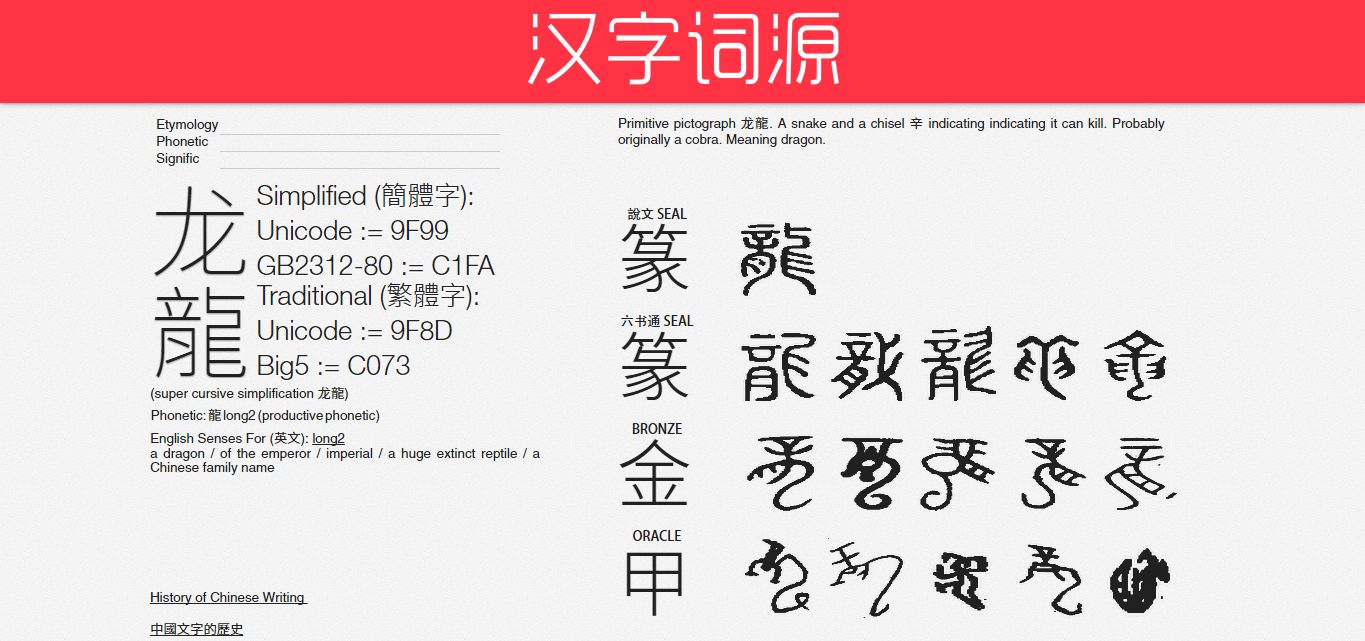 汉字词源
Etymology
Phonetic
Signific
龙
Simplified (簡體字):
Unicode := 9F99
GB2312-80 := C1FA
龍
Traditional (繁體字):
Unicode := 9F8D
Big5 := C073
(super cursive simplification 龙龍)
Phonetic: 龍 long2 (productive phonetic)
English Senses For (英文): long2
a dragon / of the emperor / imperial / a huge extinct reptile / a
Chinese family name
History of Chinese Writing
中國文字的歷史
Primitive pictograph 龙龍. A snake and a chisel 辛 indicating indicating it can kill. Probably
originally a cobra. Meaning dragon.
說文 SEAL
篆
六书通 SEAL
篆
BRONZE
金
ORACLE
甲